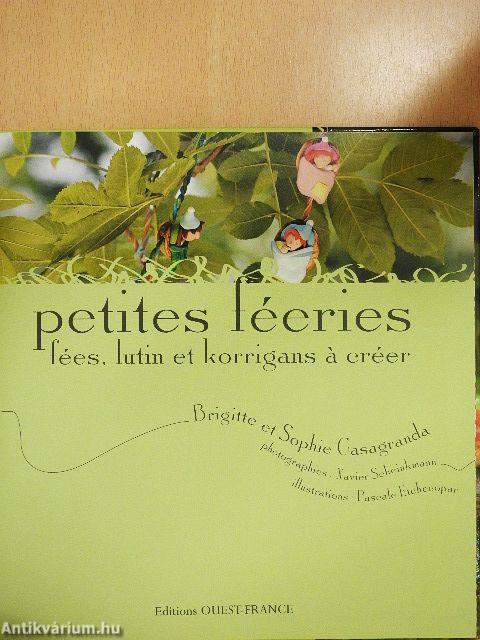 petites féeries
fées, lutin et korrigans à créer
Brigitte et Sophie Casagranda
photographies . Xavier Scheinkmann
illustrations . Pascale Etchecopar
Editions OUEST-FRANCE
Antikvárium.hu